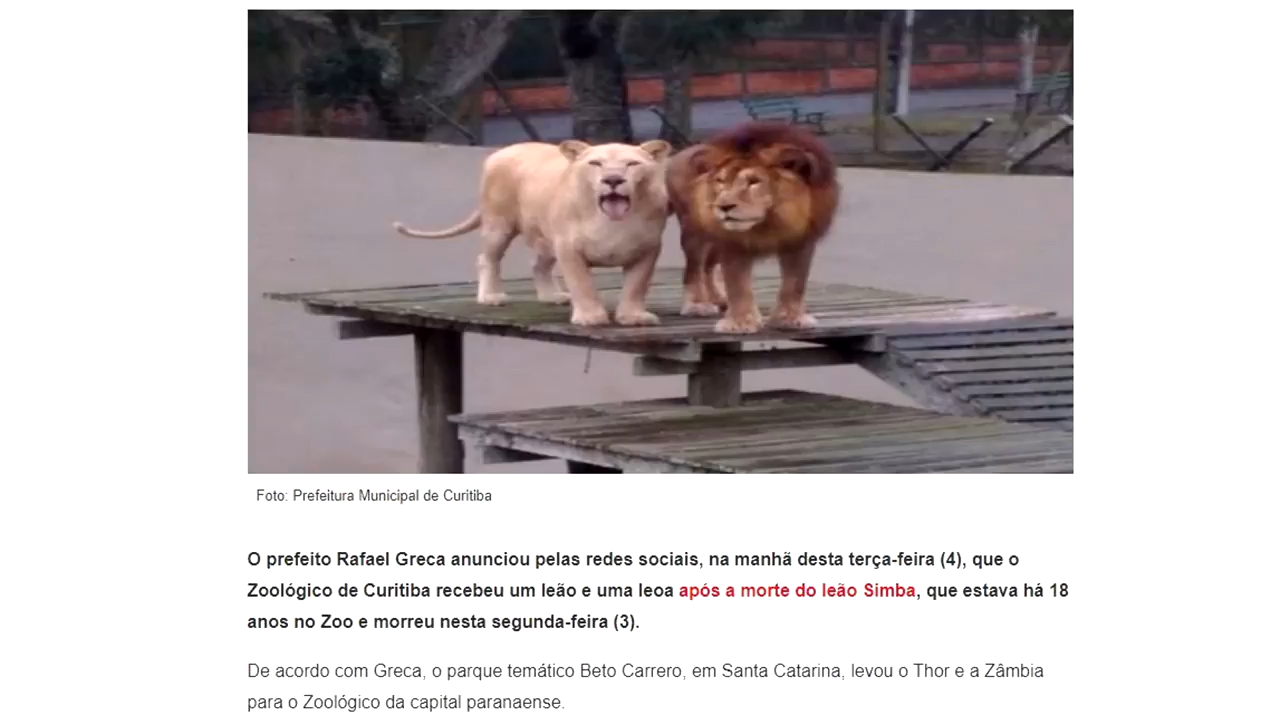 Foto: Prefeitura Municipal de Curitiba
O prefeito Rafael Greca anunciou pelas redes sociais, na manhã desta terça-feira (4), que o
Zoológico de Curitiba recebeu um leão e uma leoa após a morte do leão Simba, que estava há 18
anos no Zoo e morreu nesta segunda-feira (3).
De acordo com Greca, o parque temático Beto Carrero, em Santa Catarina, levou o Thor e a Zâmbia
para o Zoológico da capital paranaense.